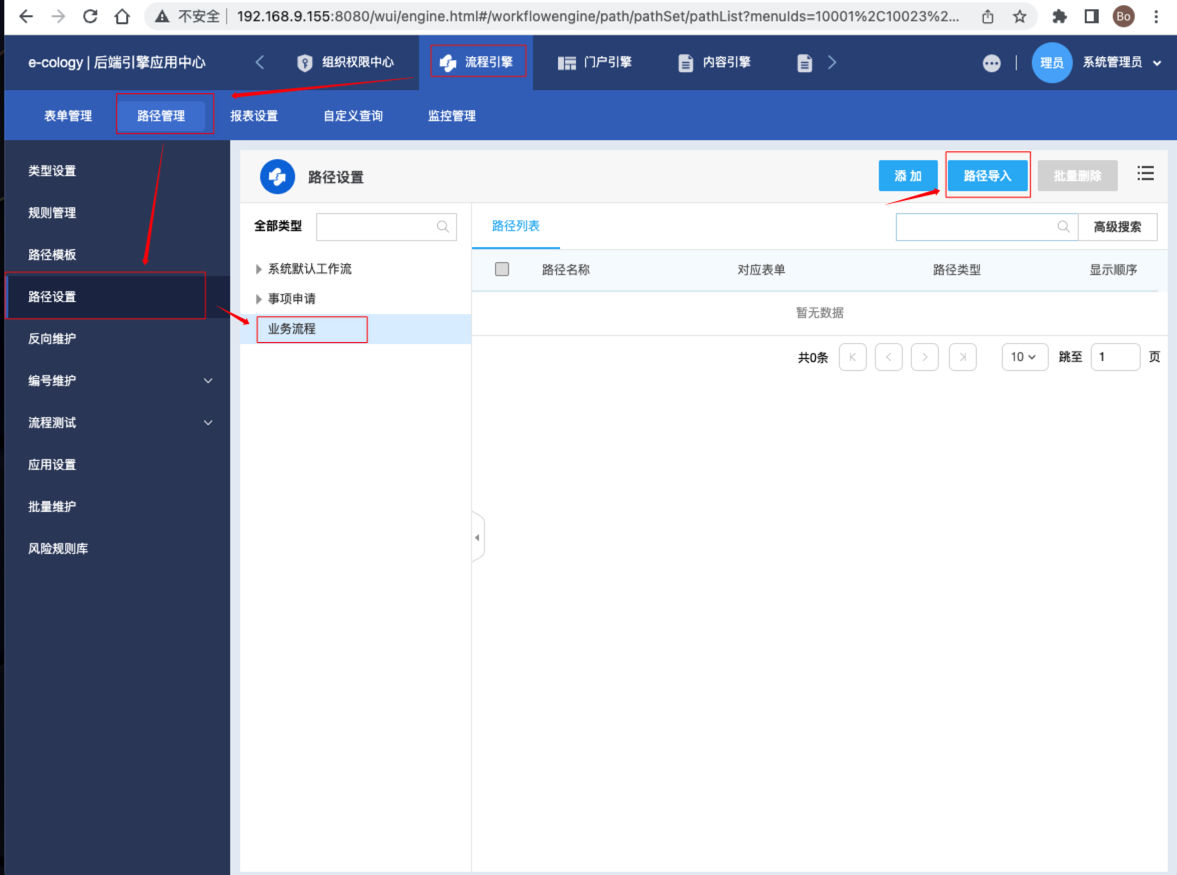 不安全 192.168.9.155:8080/wui/engine.html#/workflowengine/path/pathSet/pathList?menuIds=10001%2C10023%2... Bo
e-cology | 后端引擎应用中心 组织权限中心 流程引擎 门户引擎 内容引擎 理员 系统管理员
表单管理 路径管理 报表设置 自定义查询 监控管理
类型设置
规则管理
路径模板
路径设置
反向维护
编号维护
流程测试
应用设置
批量维护
风险规则库
路径设置 添加 路径导入 批量删除
全部类型
系统默认工作流
事项申请
业务流程
路径列表 高级搜索
路径名称 对应表单 路径类型 显示顺序
暂无数据
共0条 10 跳至 1 页